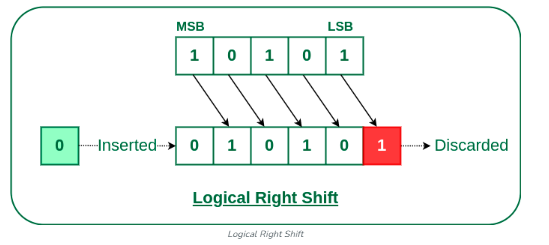 MSB LSB
1 0 1 0 1
0 Inserted 0 1 0 1 0 1 Discarded
Logical Right Shift
Logical Right Shift